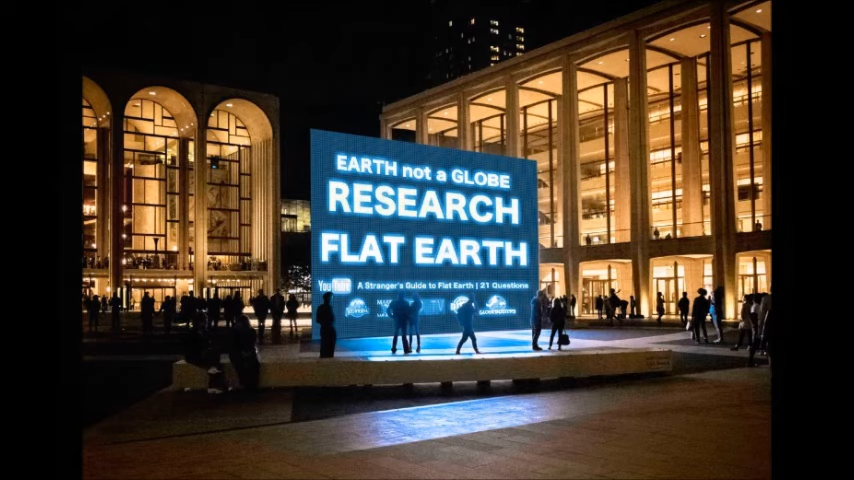 EARTH not a GLOBE
RESEARCH
FLAT EARTH
YouTube A Stranger's Guide to Flat Earth | 21 Questions